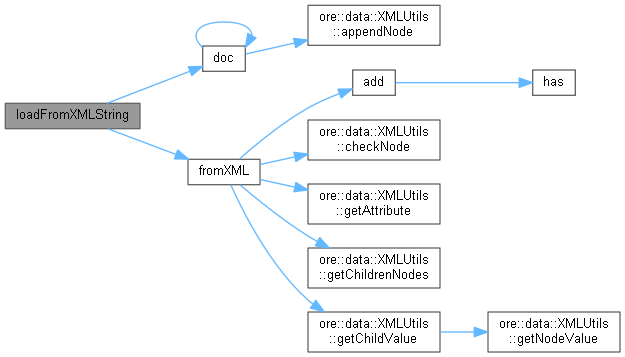 loadFromXMLString
doc
ore::data::XMLUtils
::appendNode
fromXML
add
has
ore::data::XMLUtils
::checkNode
ore::data::XMLUtils
::getAttribute
ore::data::XMLUtils
::getChildrenNodes
ore::data::XMLUtils
::getChildValue
ore::data::XMLUtils
::getNodeValue